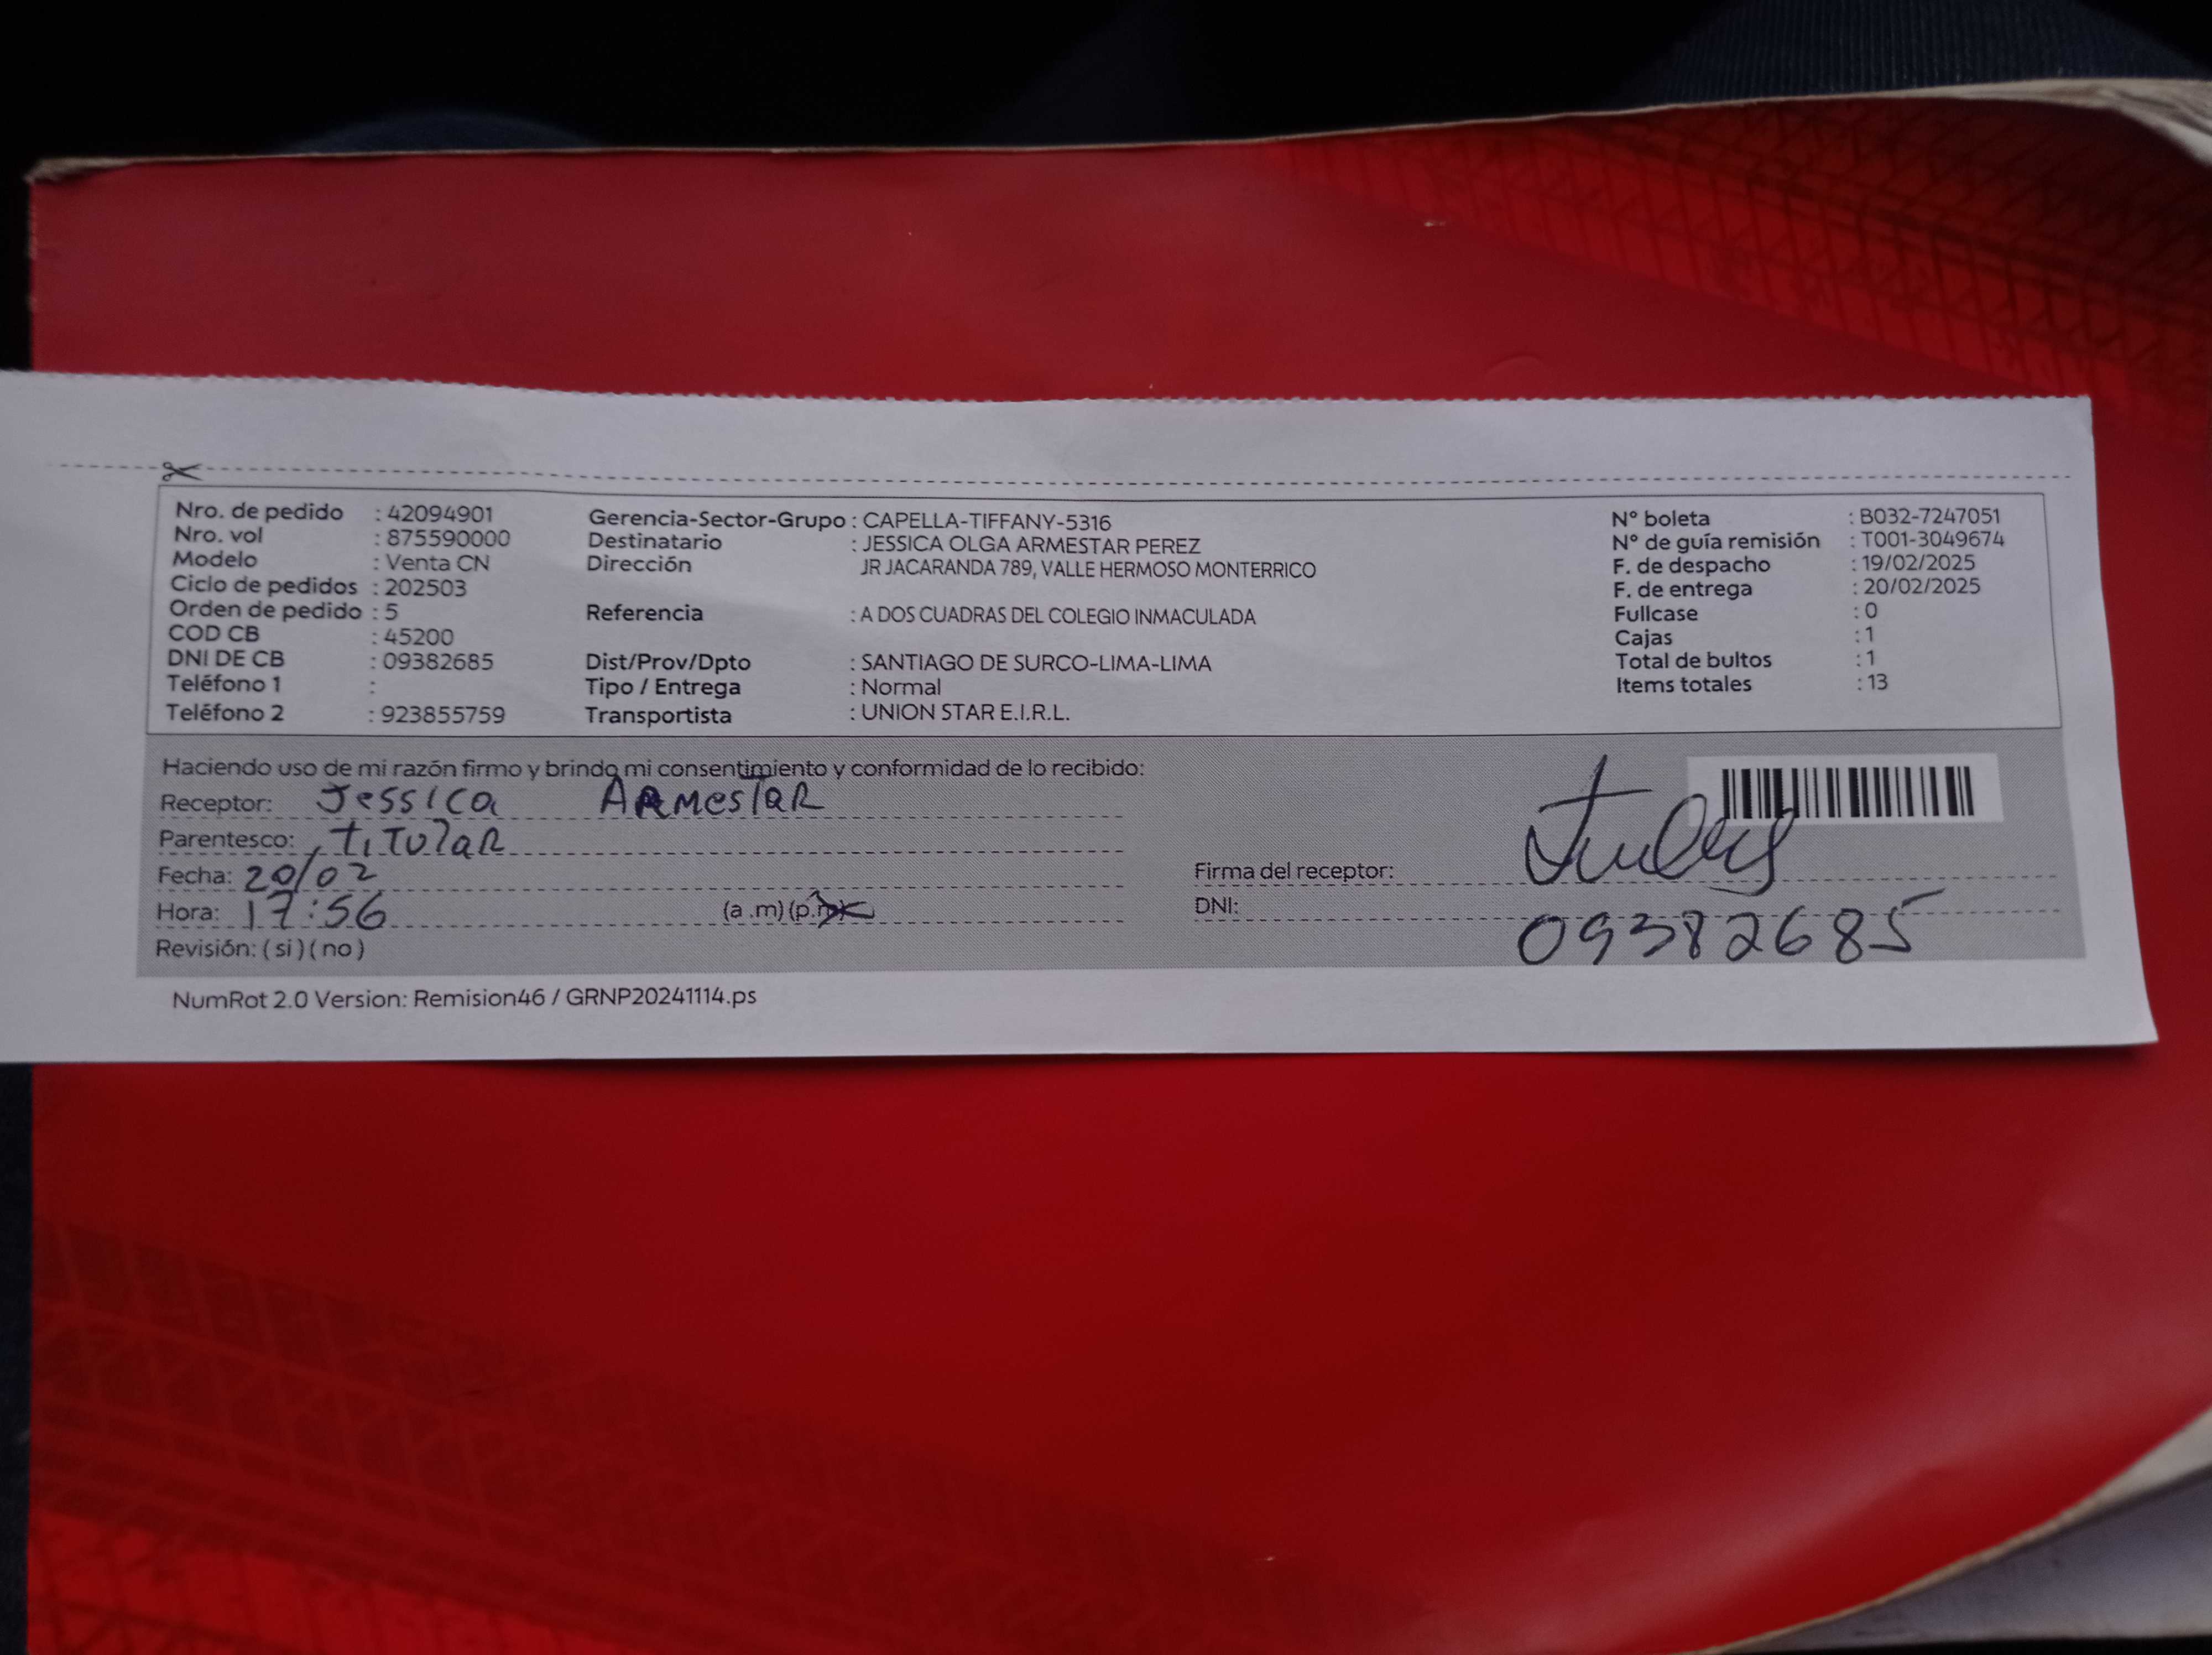 Nro. de pedido : 42094901
Nro. vol : 875590000
Modelo : Venta CN
Ciclo de pedidos : 202503
Orden de pedido : 5
COD CB : 45200
DNI DE CB : 09382685
Teléfono 1 :
Teléfono 2 : 923855759
Gerencia-Sector-Grupo : CAPELLA-TIFFANY-5316
Destinatario : JESSICA OLGA ARMESTAR PEREZ
Dirección JR JACARANDA 789, VALLE HERMOSO MONTERRICO
Referencia : A DOS CUADRAS DEL COLEGIO INMACULADA
Dist/Prov/Dpto : SANTIAGO DE SURCO-LIMA-LIMA
Tipo / Entrega : Normal
Transportista : UNION STAR E.I.R.L.
N° boleta : B032-7247051
N° de guía remisión : T001-3049674
F. de despacho : 19/02/2025
F. de entrega : 20/02/2025
Fullcase : 0
Cajas : 1
Total de bultos : 1
Items totales : 13
Haciendo uso de mi razón firmo y brindo mi consentimiento y conformidad de lo recibido:
Receptor: Jessica ARMesTaR
Parentesco: TITUlaR
Fecha: 20/02
Hora: 17:56 (a .m) (p.m)
Revisión: ( si ) ( no )
Firma del receptor:
DNI: 09382685
NumRot 2.0 Version: Remision46 / GRNP20241114.ps